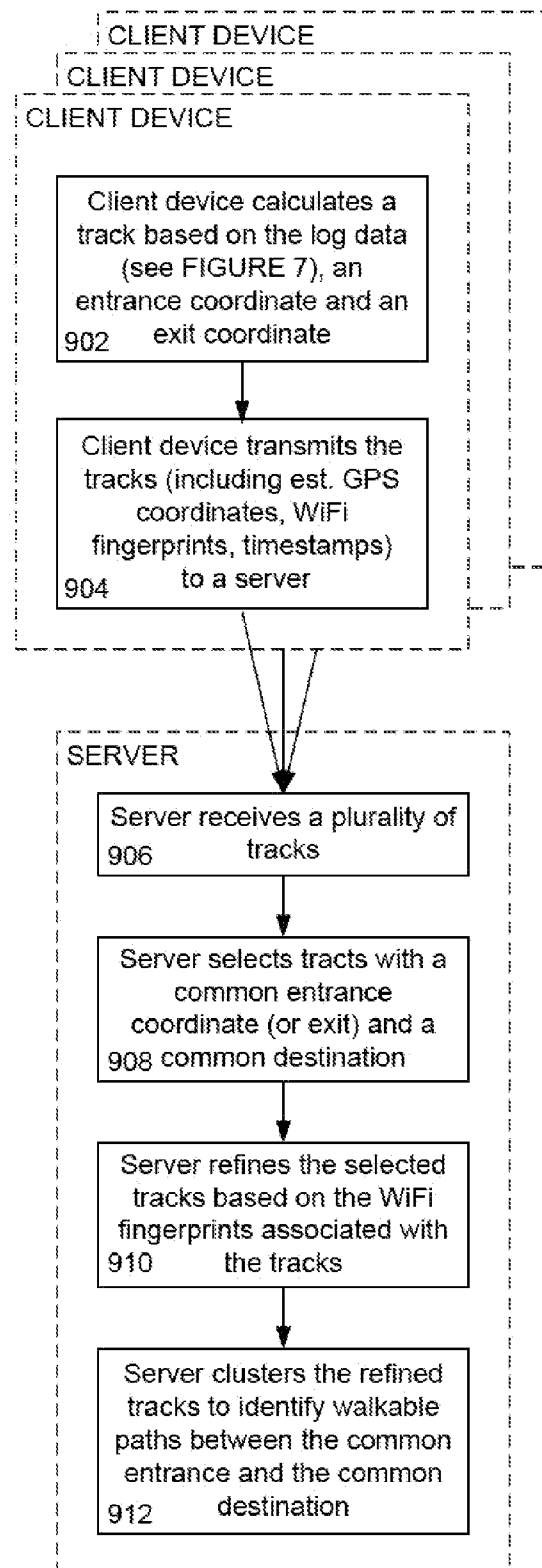 CLIENT DEVICE
CLIENT DEVICE
CLIENT DEVICE
Client device calculates a
track based on the log data
(see FIGURE 7), an
entrance coordinate and an
902 exit coordinate
Client device transmits the
tracks (including est. GPS
coordinates, WiFi
fingerprints, timestamps)
904 to a server
SERVER
Server receives a plurality of
906 tracks
Server selects tracts with a
common entrance
coordinate (or exit) and a
908 common destination
Server refines the selected
tracks based on the WiFi
fingerprints associated with
910 the tracks
Server clusters the refined
tracks to identify walkable
paths between the common
entrance and the common
912 destination